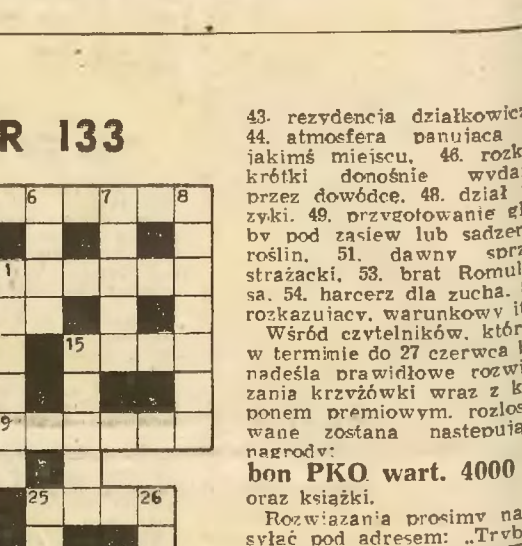 R 133
6 7 8
1
15
9
25 26
43. rezydencja działkowicz
44. atmosfera panująca
jakimś miejscu, 46. rozk
krótki donośnie wyda
przez dowódcę, 48. dział
zyki. 49. przygotowanie gl
by pod zasiew lub sadzen
roślin, 51. dawny sprz
strażacki, 53. brat Romul
sa. 54. harcerz dla zucha.
rozkazujący, warunkowy it
Wśród czytelników, któr
w terminie do 27 czerwca
nadeślą prawidłowe rozwi
zania krzyżówki wraz z k
ponem premiowym, rozlos
wane zostaną następują
nagrody:
bon PKO wart. 4000
oraz książki.
Rozwiązania prosimy na
syłać pod adresem: „Tryb